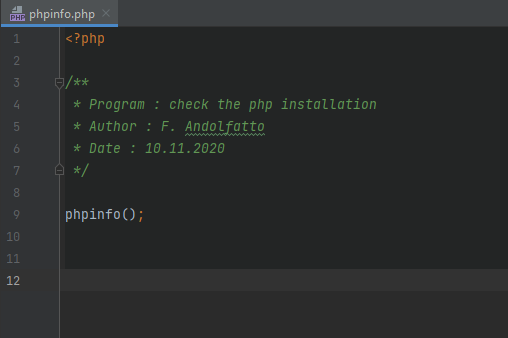 phpinfo.php
1 <?php
2
3 /**
4  * Program : check the php installation
5  * Author : F. Andolfatto
6  * Date : 10.11.2020
7  */
8
9 phpinfo();
10
11
12